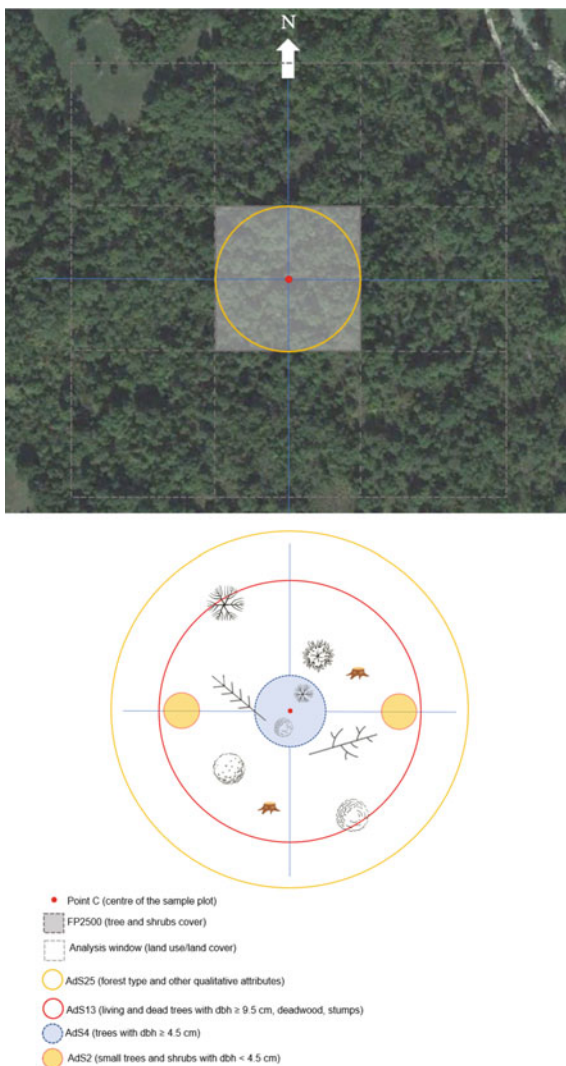 N
Point C (centre of the sample plot)
FP2500 (tree and shrubs cover)
Analysis window (land use/land cover)
AdS25 (forest type and other qualitative attributes)
AdS13 (living and dead trees with dbh ≥ 9.5 cm, deadwood, stumps)
AdS4 (trees with dbh ≥ 4.5 cm)
AdS2 (small trees and shrubs with dbh < 4.5 cm)